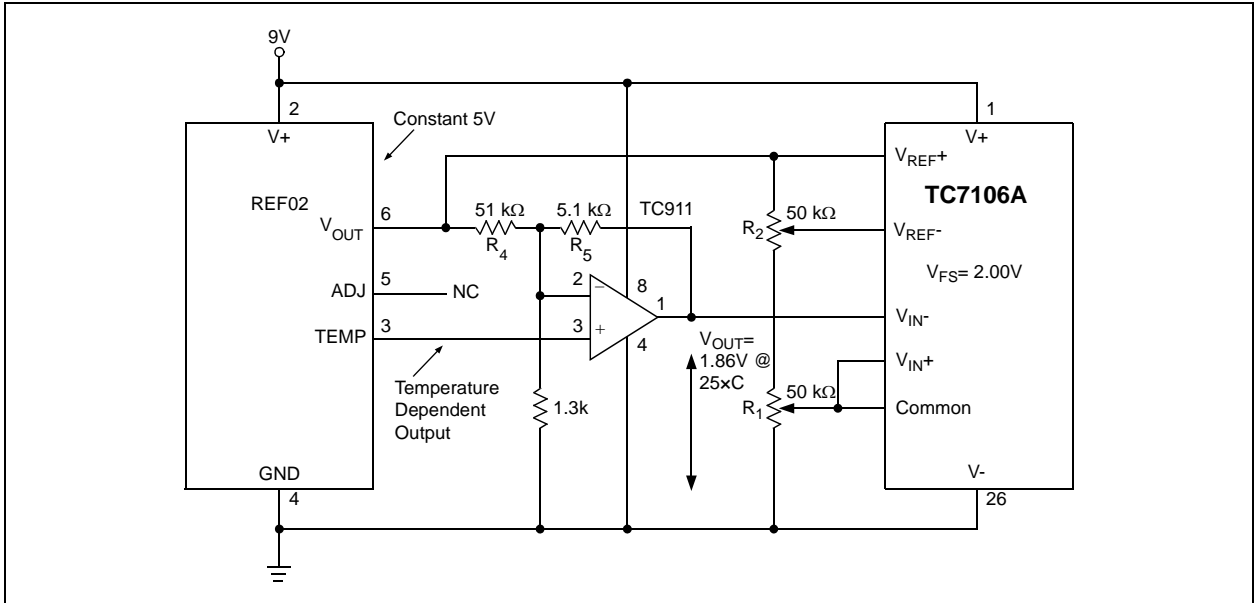 9V
2
V+
Constant 5V
REF02
6
VOUT
51 kΩ
R4
5.1 kΩ
R5
TC911
ADJ
5
NC
TEMP
3
2
−
3
+
8
1
4
VOUT=
1.86V @
25×C
Temperature
Dependent
Output
1.3k
GND
4
50 kΩ
R2
50 kΩ
R1
1
V+
VREF+
TC7106A
VREF-
VFS= 2.00V
VIN-
VIN+
Common
V-
26